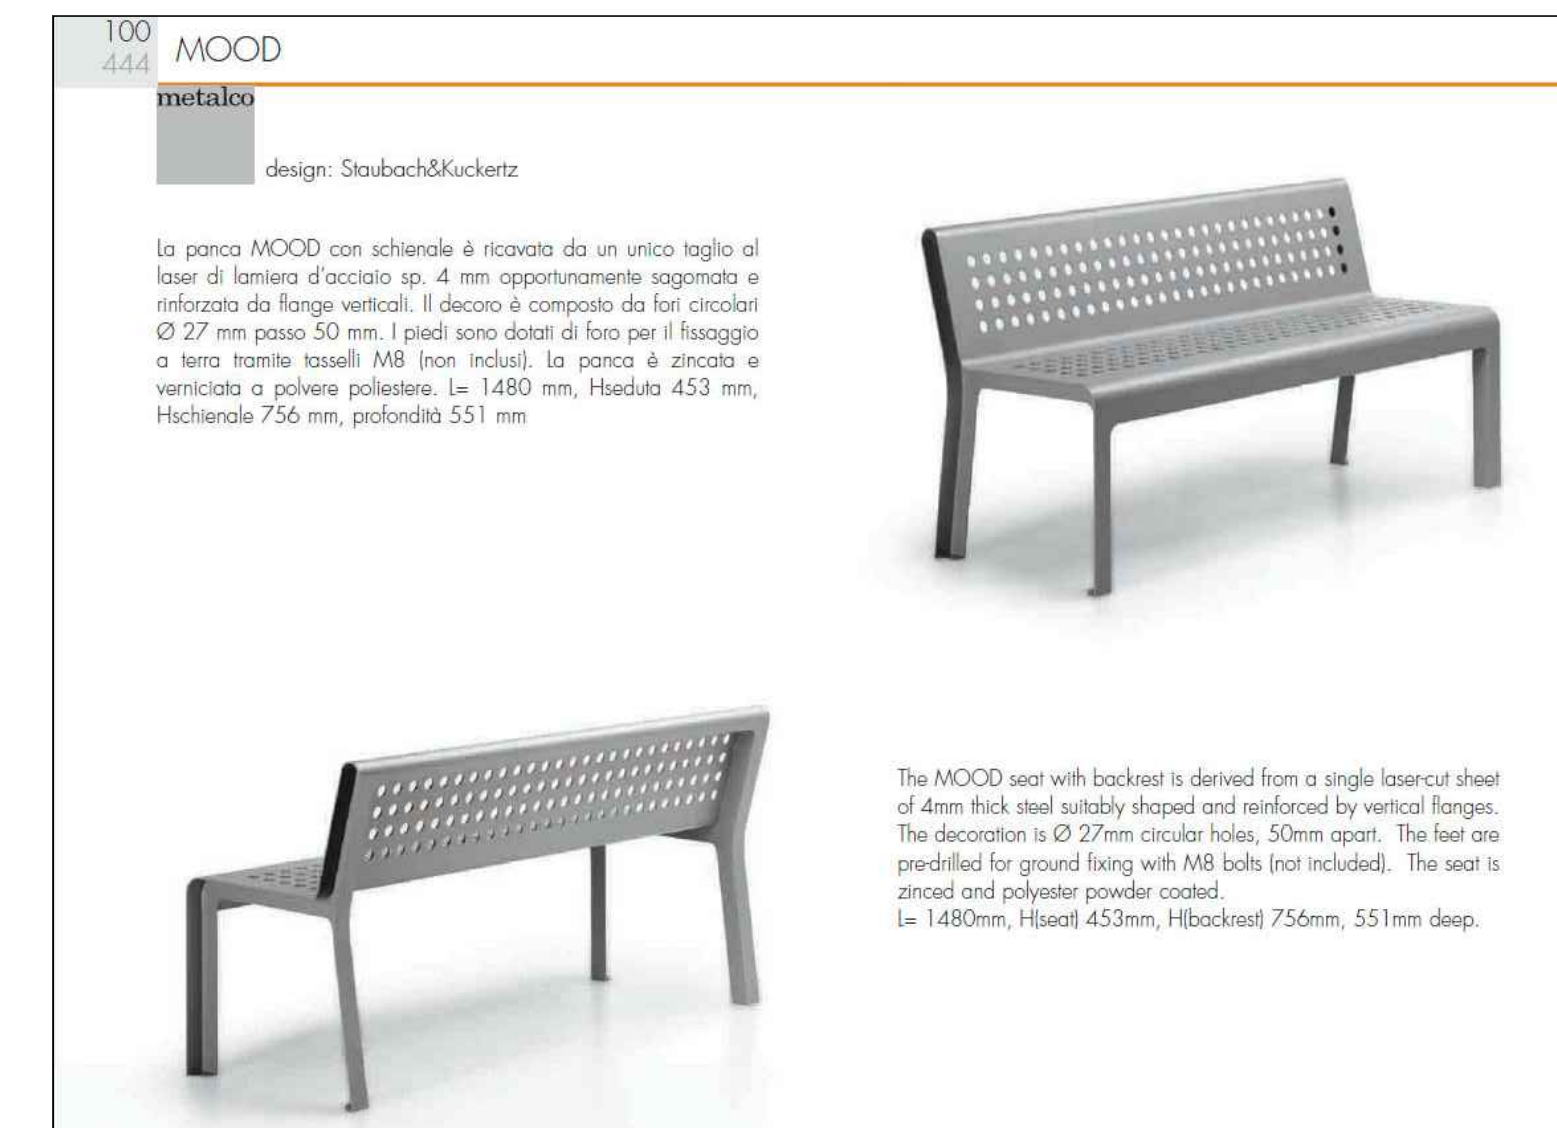 100
444
MOOD
metalco
design: Staubach&Kuckertz
La panca MOOD con schienale è ricavata da un unico taglio al
laser di lamiera d'acciaio sp. 4 mm opportunamente sagomata e
rinforzata da flange verticali. Il decoro è composto da fori circolari
Ø 27 mm passo 50 mm. I piedi sono dotati di foro per il fissaggio
a terra tramite tasselli M8 (non inclusi). La panca è zincata e
verniciata a polvere poliestere. L= 1480 mm, Hseduta 453 mm,
Hschienale 756 mm, profondità 551 mm
The MOOD seat with backrest is derived from a single laser-cut sheet
of 4mm thick steel suitably shaped and reinforced by vertical flanges.
The decoration is Ø 27mm circular holes, 50mm apart. The feet are
pre-drilled for ground fixing with M8 bolts (not included). The seat is
zinced and polyester powder coated.
L= 1480mm, H(seat) 453mm, H(backrest) 756mm, 551mm deep.